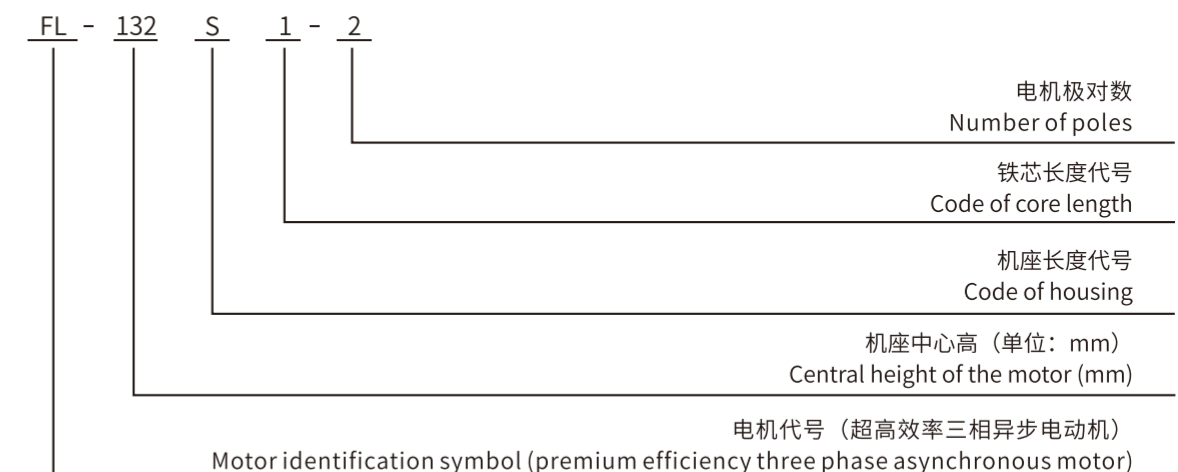 FL - 132 S 1 - 2
电机极对数
Number of poles
铁芯长度代号
Code of core length
机座长度代号
Code of housing
机座中心高（单位：mm）
Central height of the motor (mm)
电机代号（超高效率三相异步电动机）
Motor identification symbol (premium efficiency three phase asynchronous motor)